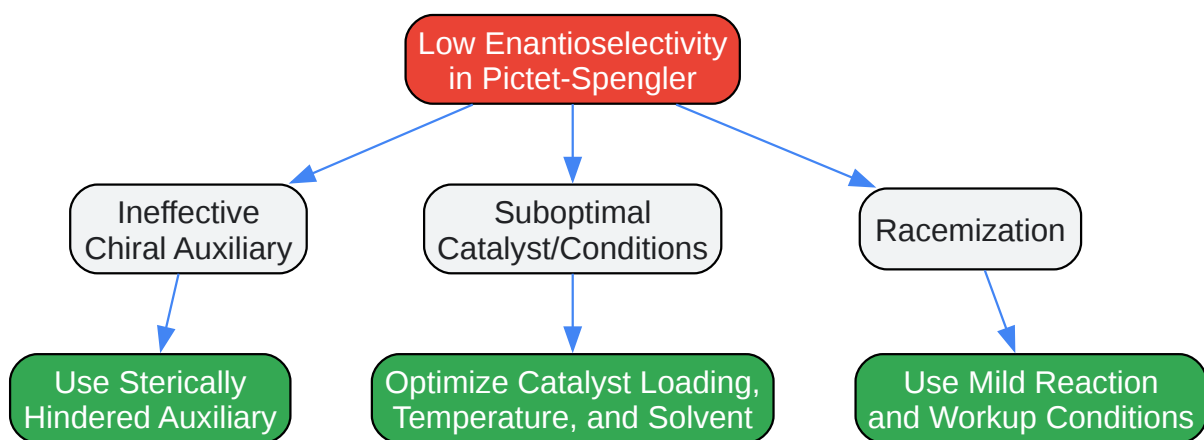 Low Enantioselectivity
in Pictet-Spengler
Ineffective
Chiral Auxiliary
Suboptimal
Catalyst/Conditions
Racemization
Use Sterically
Hindered Auxiliary
Optimize Catalyst Loading,
Temperature, and Solvent
Use Mild Reaction
and Workup Conditions